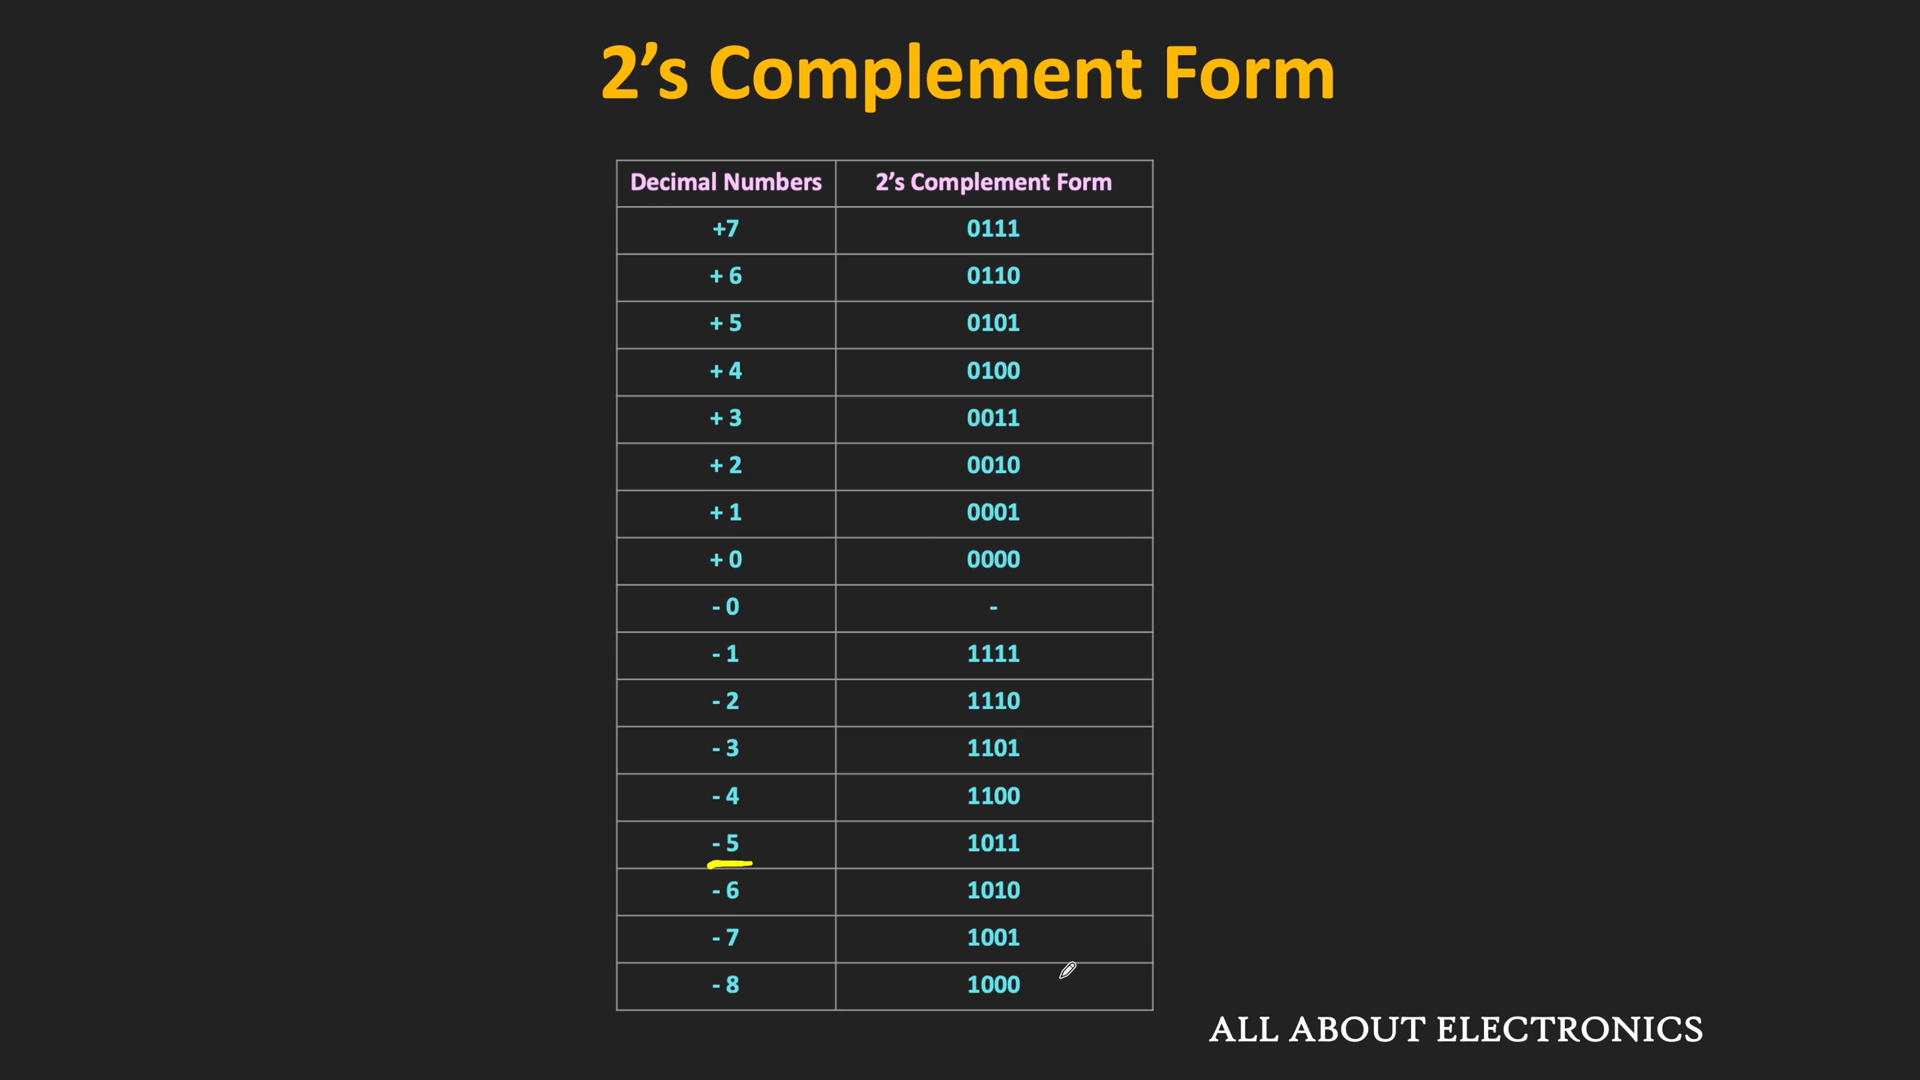 2’s Complement Form
Decimal Numbers 2’s Complement Form
+7 0111
+ 6 0110
+ 5 0101
+ 4 0100
+ 3 0011
+ 2 0010
+ 1 0001
+ 0 0000
- 0 -
- 1 1111
- 2 1110
- 3 1101
- 4 1100
- 5 1011
- 6 1010
- 7 1001
- 8 1000
ALL ABOUT ELECTRONICS